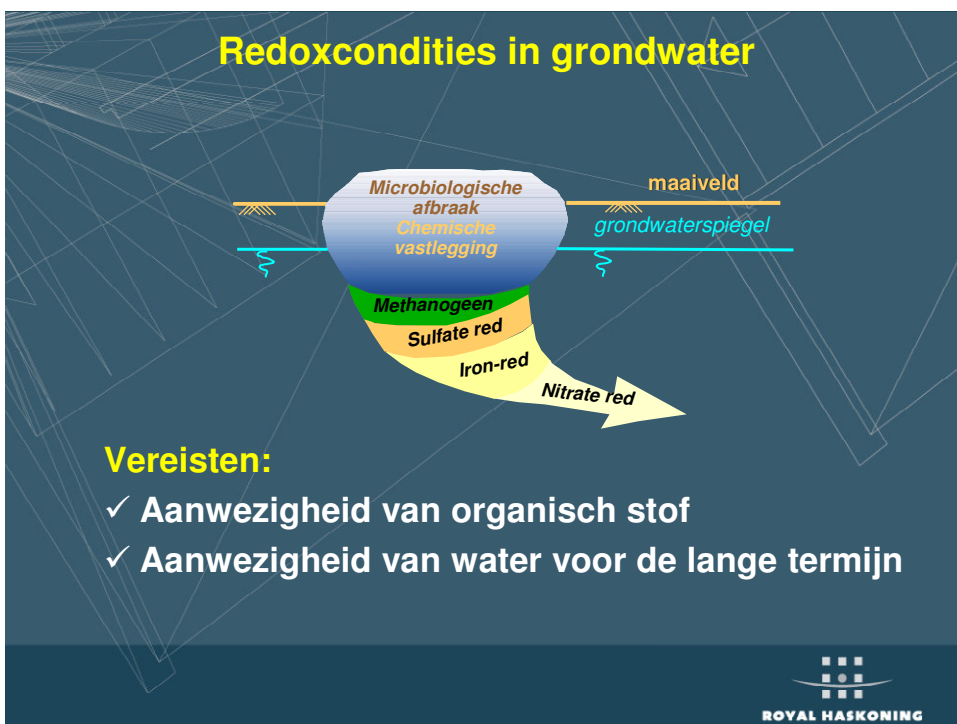 Redoxcondities in grondwater
Microbiologische
afbraak
Chemische
vastlegging
maaiveld
grondwaterspiegel
Methanogeen
Sulfate red
Iron-red
Nitrate red
Vereisten:
✓ Aanwezigheid van organisch stof
✓ Aanwezigheid van water voor de lange termijn
ROYAL HASKONING